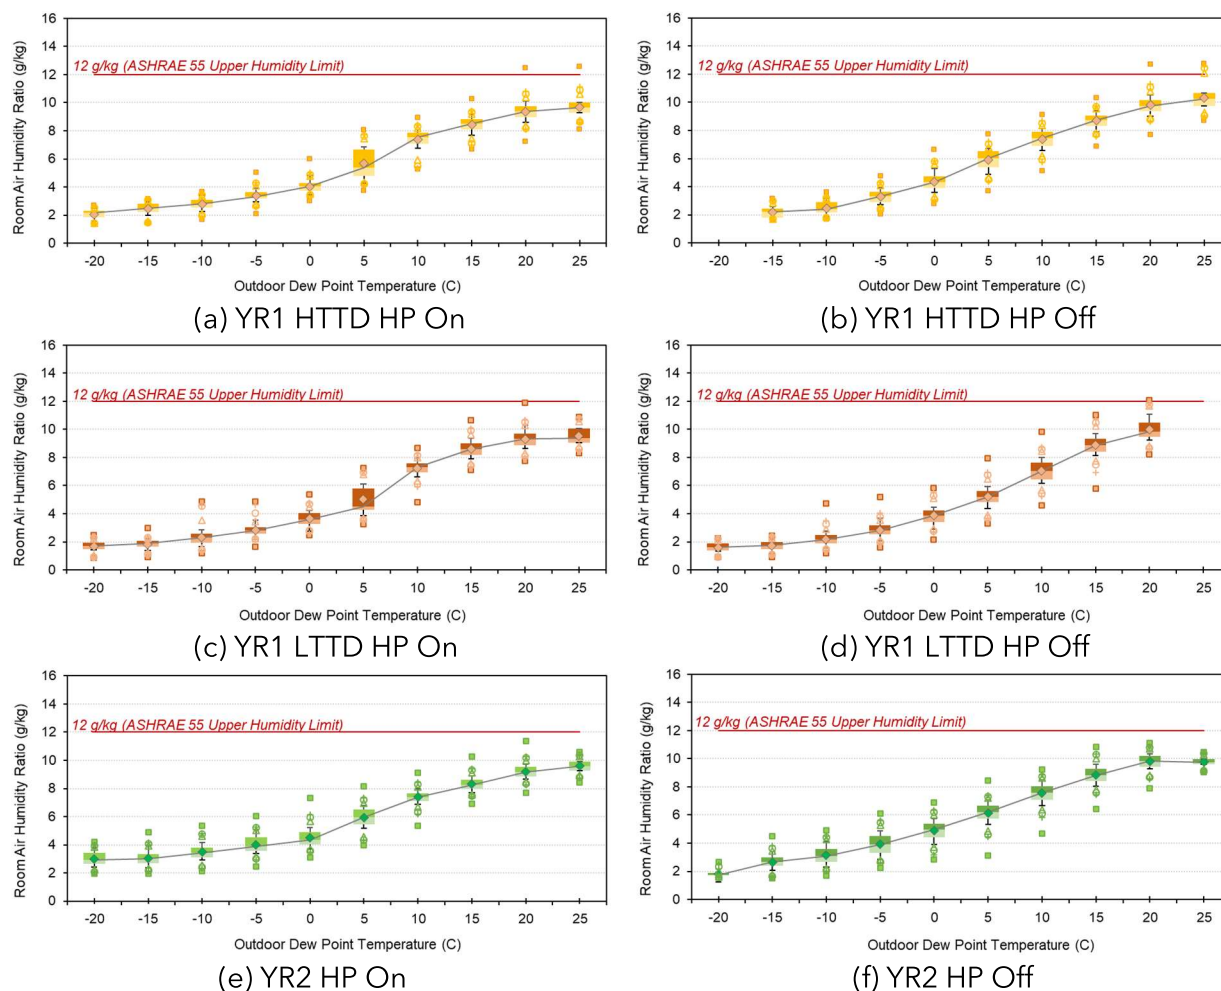 16
14
12 g/kg (ASHRAE 55 Upper Humidity Limit)
12
10
8
6
4
2
0
Room Air Humidity Ratio (g/kg)
-20 -15 -10 -5 0 5 10 15 20 25
Outdoor Dew Point Temperature (C)
(a) YR1 HTTD HP On
16
14
12 g/kg (ASHRAE 55 Upper Humidity Limit)
12
10
8
6
4
2
0
Room Air Humidity Ratio (g/kg)
-20 -15 -10 -5 0 5 10 15 20 25
Outdoor Dew Point Temperature (C)
(b) YR1 HTTD HP Off
16
14
12 g/kg (ASHRAE 55 Upper Humidity Limit)
12
10
8
6
4
2
0
Room Air Humidity Ratio (g/kg)
-20 -15 -10 -5 0 5 10 15 20 25
Outdoor Dew Point Temperature (C)
(c) YR1 LTTD HP On
16
14
12 g/kg (ASHRAE 55 Upper Humidity Limit)
12
10
8
6
4
2
0
Room Air Humidity Ratio (g/kg)
-20 -15 -10 -5 0 5 10 15 20 25
Outdoor Dew Point Temperature (C)
(d) YR1 LTTD HP Off
16
14
12 g/kg (ASHRAE 55 Upper Humidity Limit)
12
10
8
6
4
2
0
Room Air Humidity Ratio (g/kg)
-20 -15 -10 -5 0 5 10 15 20 25
Outdoor Dew Point Temperature (C)
(e) YR2 HP On
16
14
12 g/kg (ASHRAE 55 Upper Humidity Limit)
12
10
8
6
4
2
0
Room Air Humidity Ratio (g/kg)
-20 -15 -10 -5 0 5 10 15 20 25
Outdoor Dew Point Temperature (C)
(f) YR2 HP Off